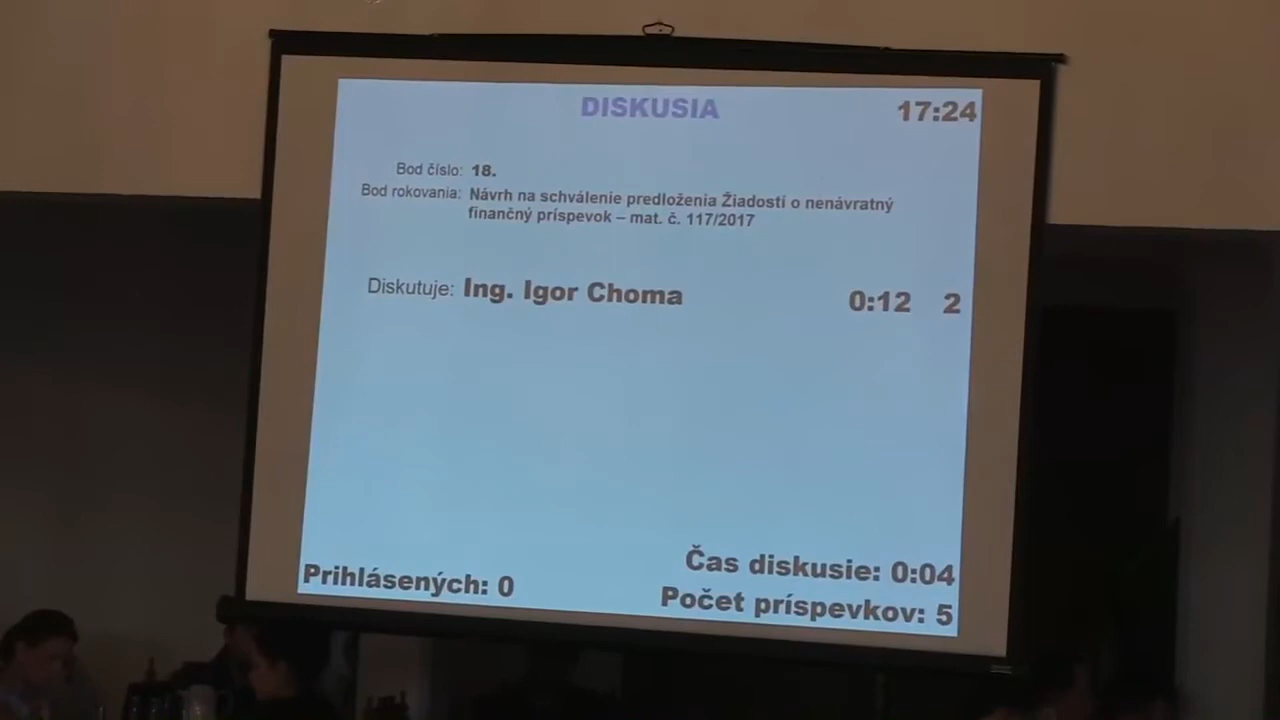 DISKUSIA 17:24
Bod číslo: 18.
Bod rokovania: Návrh na schválenie predloženia Žiadosti o nenávratný
finančný príspevok – mat. č. 117/2017
Diskutuje: Ing. Igor Choma 0:12 2
Čas diskusie: 0:04
Prihlásených: 0
Počet príspevkov: 5